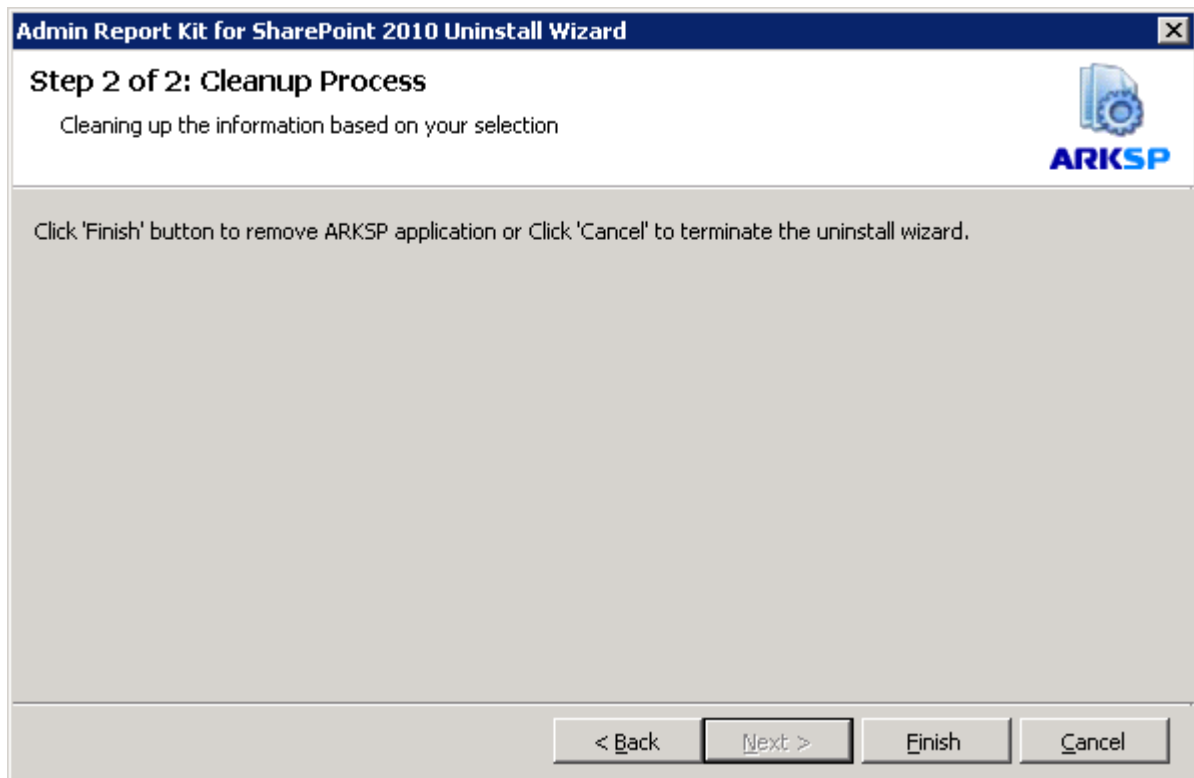 Admin Report Kit for SharePoint 2010 Uninstall Wizard
Step 2 of 2: Cleanup Process
Cleaning up the information based on your selection
ARKSP
Click 'Finish' button to remove ARKSP application or Click 'Cancel' to terminate the uninstall wizard.
< Back
Next >
Finish
Cancel